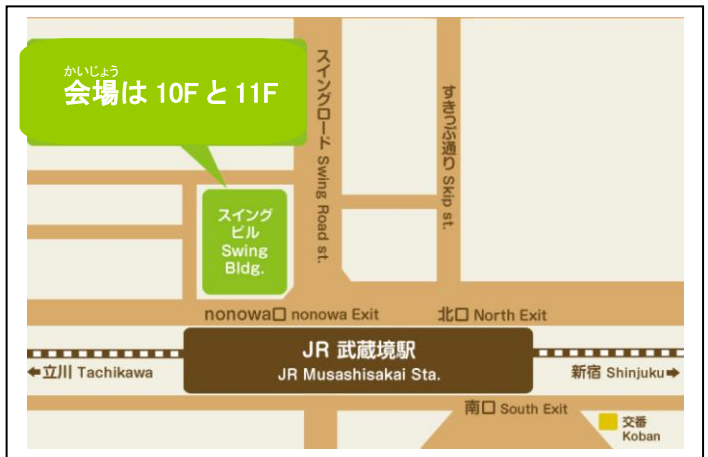 かいじょう
会場は 10F と 11F
スイングロード Swing Road st.
すきっぷ通り Skip st.
スイング
ビル
Swing
Bldg.
nonowa口 nonowa Exit
北口 North Exit
JR 武蔵境駅
JR Musashisakai Sta.
←立川 Tachikawa
新宿 Shinjuku→
南口 South Exit
交番
Koban